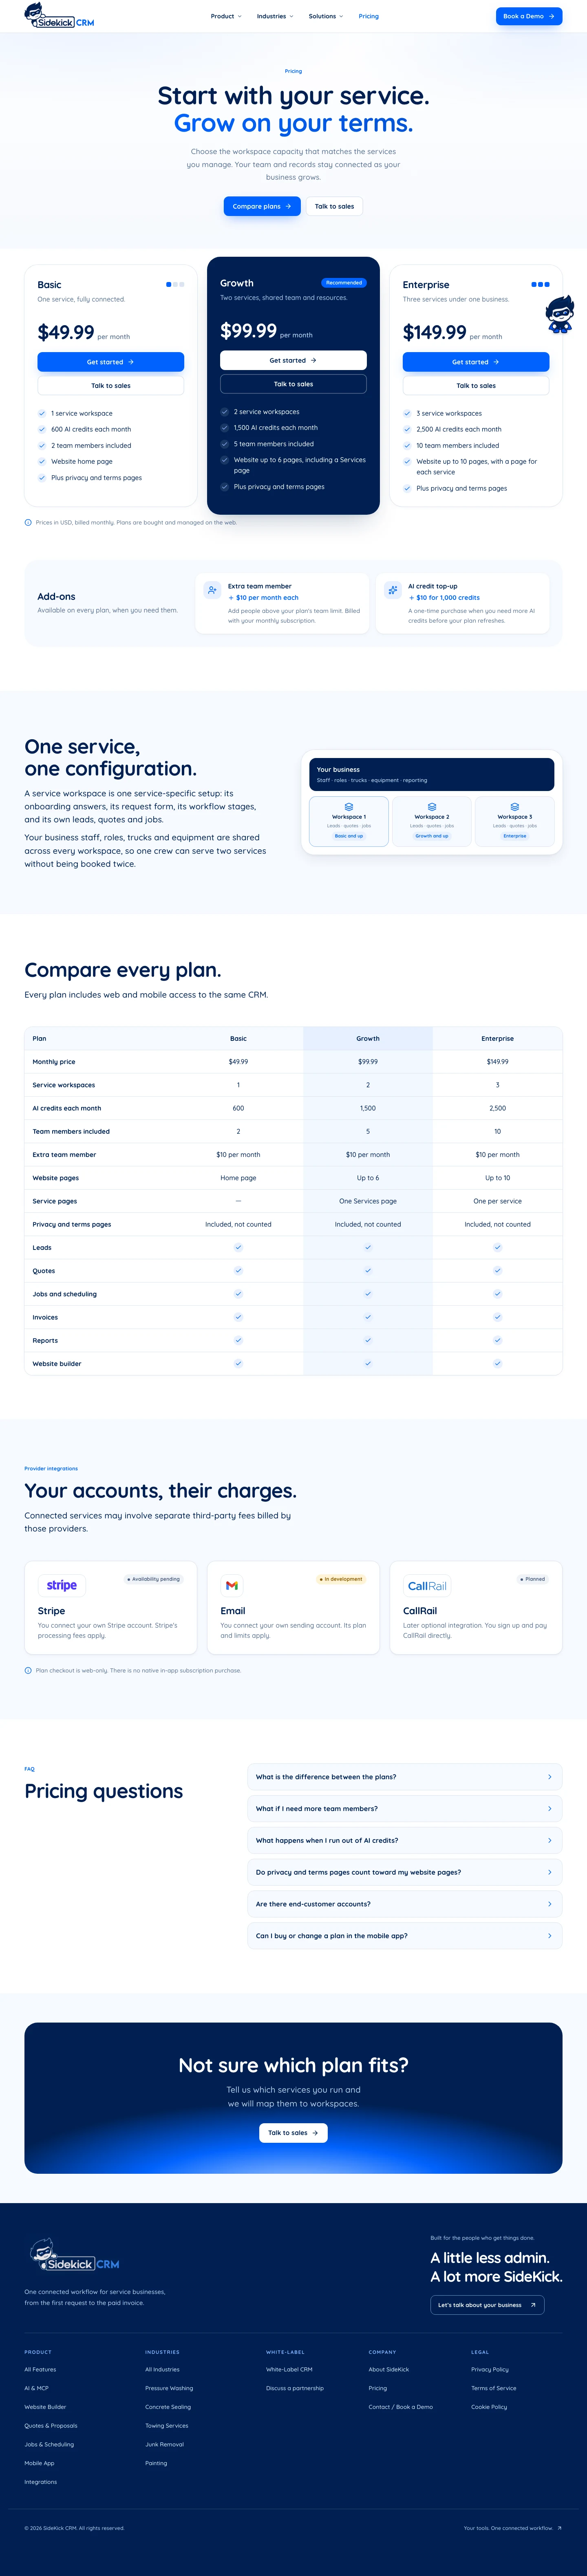 Sidekick CRM
Product
Industries
Solutions
Pricing
Book a Demo
Pricing
Start with your service.
Grow on your terms.
Choose the workspace capacity that matches the services
you manage. Your team and records stay connected as your
business grows.
Compare plans
Talk to sales
Basic
One service, fully connected.
$49.99 per month
Get started
Talk to sales
1 service workspace
600 AI credits each month
2 team members included
Website home page
Plus privacy and terms pages
Growth
Recommended
Two services, shared team and resources.
$99.99 per month
Get started
Talk to sales
2 service workspaces
1,500 AI credits each month
5 team members included
Website up to 6 pages, including a Services
page
Plus privacy and terms pages
Enterprise
Three services under one business.
$149.99 per month
Get started
Talk to sales
3 service workspaces
2,500 AI credits each month
10 team members included
Website up to 10 pages, with a page for
each service
Plus privacy and terms pages
Prices in USD, billed monthly. Plans are bought and managed on the web.
Add-ons
Available on every plan, when you need them.
Extra team member
+ $10 per month each
Add people above your plan's team limit. Billed
with your monthly subscription.
AI credit top-up
+ $10 for 1,000 credits
A one-time purchase when you need more AI
credits before your plan refreshes.
One service,
one configuration.
A service workspace is one service-specific setup: its
onboarding answers, its request form, its workflow stages,
and its own leads, quotes and jobs.
Your business staff, roles, trucks and equipment are shared
across every workspace, so one crew can serve two services
without being booked twice.
Your business
Staff · roles · trucks · equipment · reporting
Workspace 1
Leads · quotes · jobs
Basic and up
Workspace 2
Leads · quotes · jobs
Growth and up
Workspace 3
Leads · quotes · jobs
Enterprise
Compare every plan.
Every plan includes web and mobile access to the same CRM.
Plan Basic Growth Enterprise
Monthly price $49.99 $99.99 $149.99
Service workspaces 1 2 3
AI credits each month 600 1,500 2,500
Team members included 2 5 10
Extra team member $10 per month $10 per month $10 per month
Website pages Home page Up to 6 Up to 10
Service pages — One Services page One per service
Privacy and terms pages Included, not counted Included, not counted Included, not counted
Leads
Quotes
Jobs and scheduling
Invoices
Reports
Website builder
Provider integrations
Your accounts, their charges.
Connected services may involve separate third-party fees billed by
those providers.
stripe
Availability pending
Stripe
You connect your own Stripe account. Stripe's
processing fees apply.
In development
Email
You connect your own sending account. Its plan
and limits apply.
CallRail
Planned
CallRail
Later optional integration. You sign up and pay
CallRail directly.
Plan checkout is web-only. There is no native in-app subscription purchase.
FAQ
Pricing questions
What is the difference between the plans?
What if I need more team members?
What happens when I run out of AI credits?
Do privacy and terms pages count toward my website pages?
Are there end-customer accounts?
Can I buy or change a plan in the mobile app?
Not sure which plan fits?
Tell us which services you run and
we will map them to workspaces.
Talk to sales
Sidekick CRM
One connected workflow for service businesses,
from the first request to the paid invoice.
Built for the people who get things done.
A little less admin.
A lot more SideKick.
Let's talk about your business
PRODUCT
All Features
AI & MCP
Website Builder
Quotes & Proposals
Jobs & Scheduling
Mobile App
Integrations
INDUSTRIES
All Industries
Pressure Washing
Concrete Sealing
Towing Services
Junk Removal
Painting
WHITE-LABEL
White-Label CRM
Discuss a partnership
COMPANY
About SideKick
Pricing
Contact / Book a Demo
LEGAL
Privacy Policy
Terms of Service
Cookie Policy
© 2026 SideKick CRM. All rights reserved.
Your tools. One connected workflow.